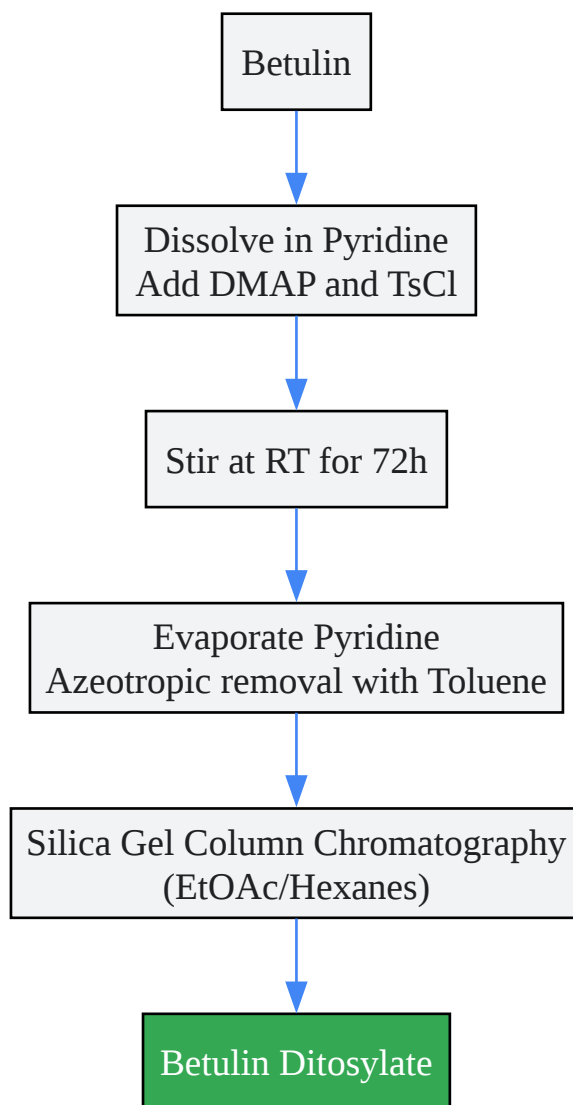 Betulin
Dissolve in Pyridine
Add DMAP and TsCl
Stir at RT for 72h
Evaporate Pyridine
Azeotropic removal with Toluene
Silica Gel Column Chromatography
(EtOAc/Hexanes)
Betulin Ditosylate